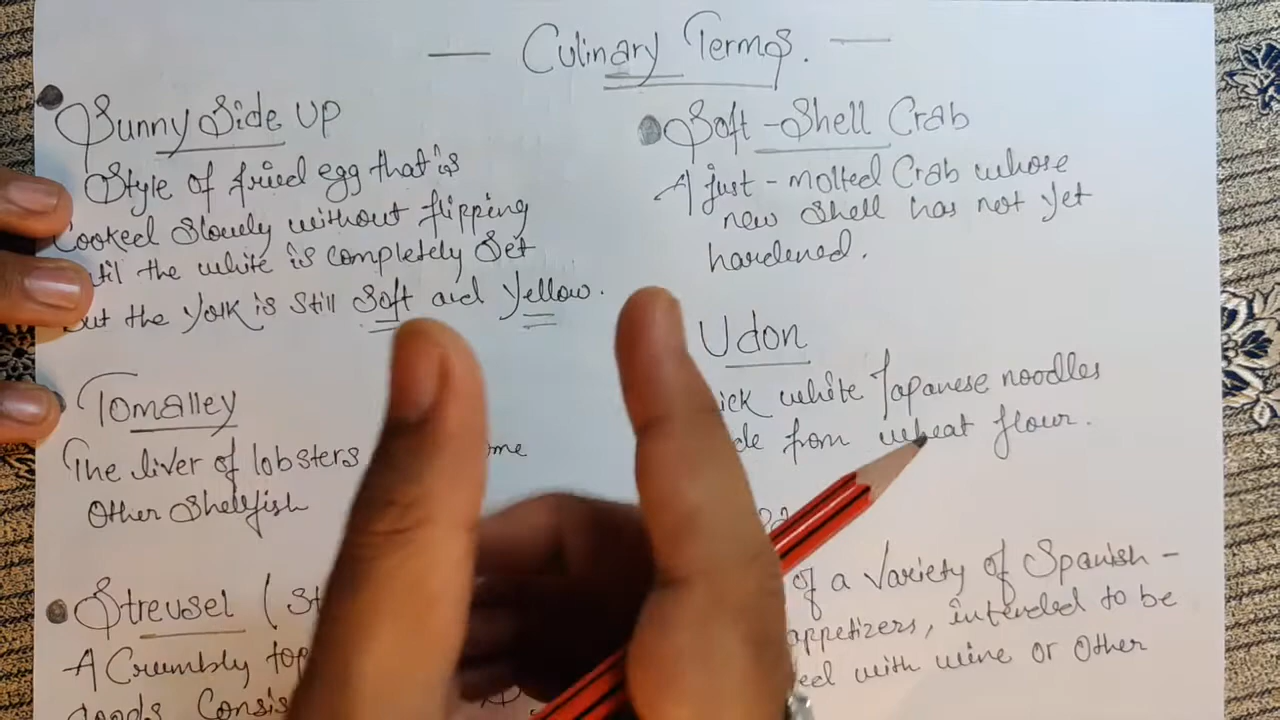 Culinary Terms.
Sunny Side UP
Style of fried egg that is
Cooked slowly without flipping
the white is completely Set
the yolk is still Soft and Yellow.
Tomalley
The liver of lobsters
Other Shellfish
Streusel (
A Crumbly
goods
Soft-Shell Crab
A just-molted Crab whose
new Shell has not yet
hardened.
Udon
white Japanese noodles
from wheat flour.
of a variety of Spanish-
appetizers, intended to be
with wine or other